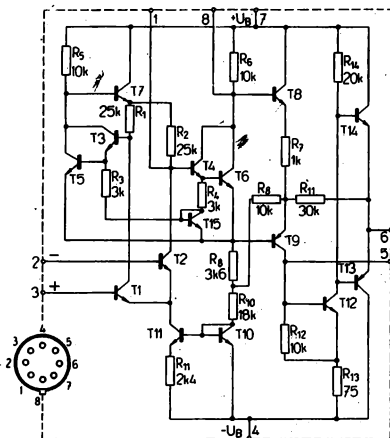 1 8 +UB 7
R5 10k
T7
25k R1
T3
T5
R3 3k
R2 25k
T4
T6
R4 3k
T15
R6 10k
T8
R7 1k
R8 10k
R11 30k
R14 20k
T14
6
5
2 −
3 +
T1
T2
T9
R8 3k6
R10 18k
T10
T11
R11 2k4
T13
T12
R12 10k
R13 75
-UB 4
4
3 5
2 6
1 7
8